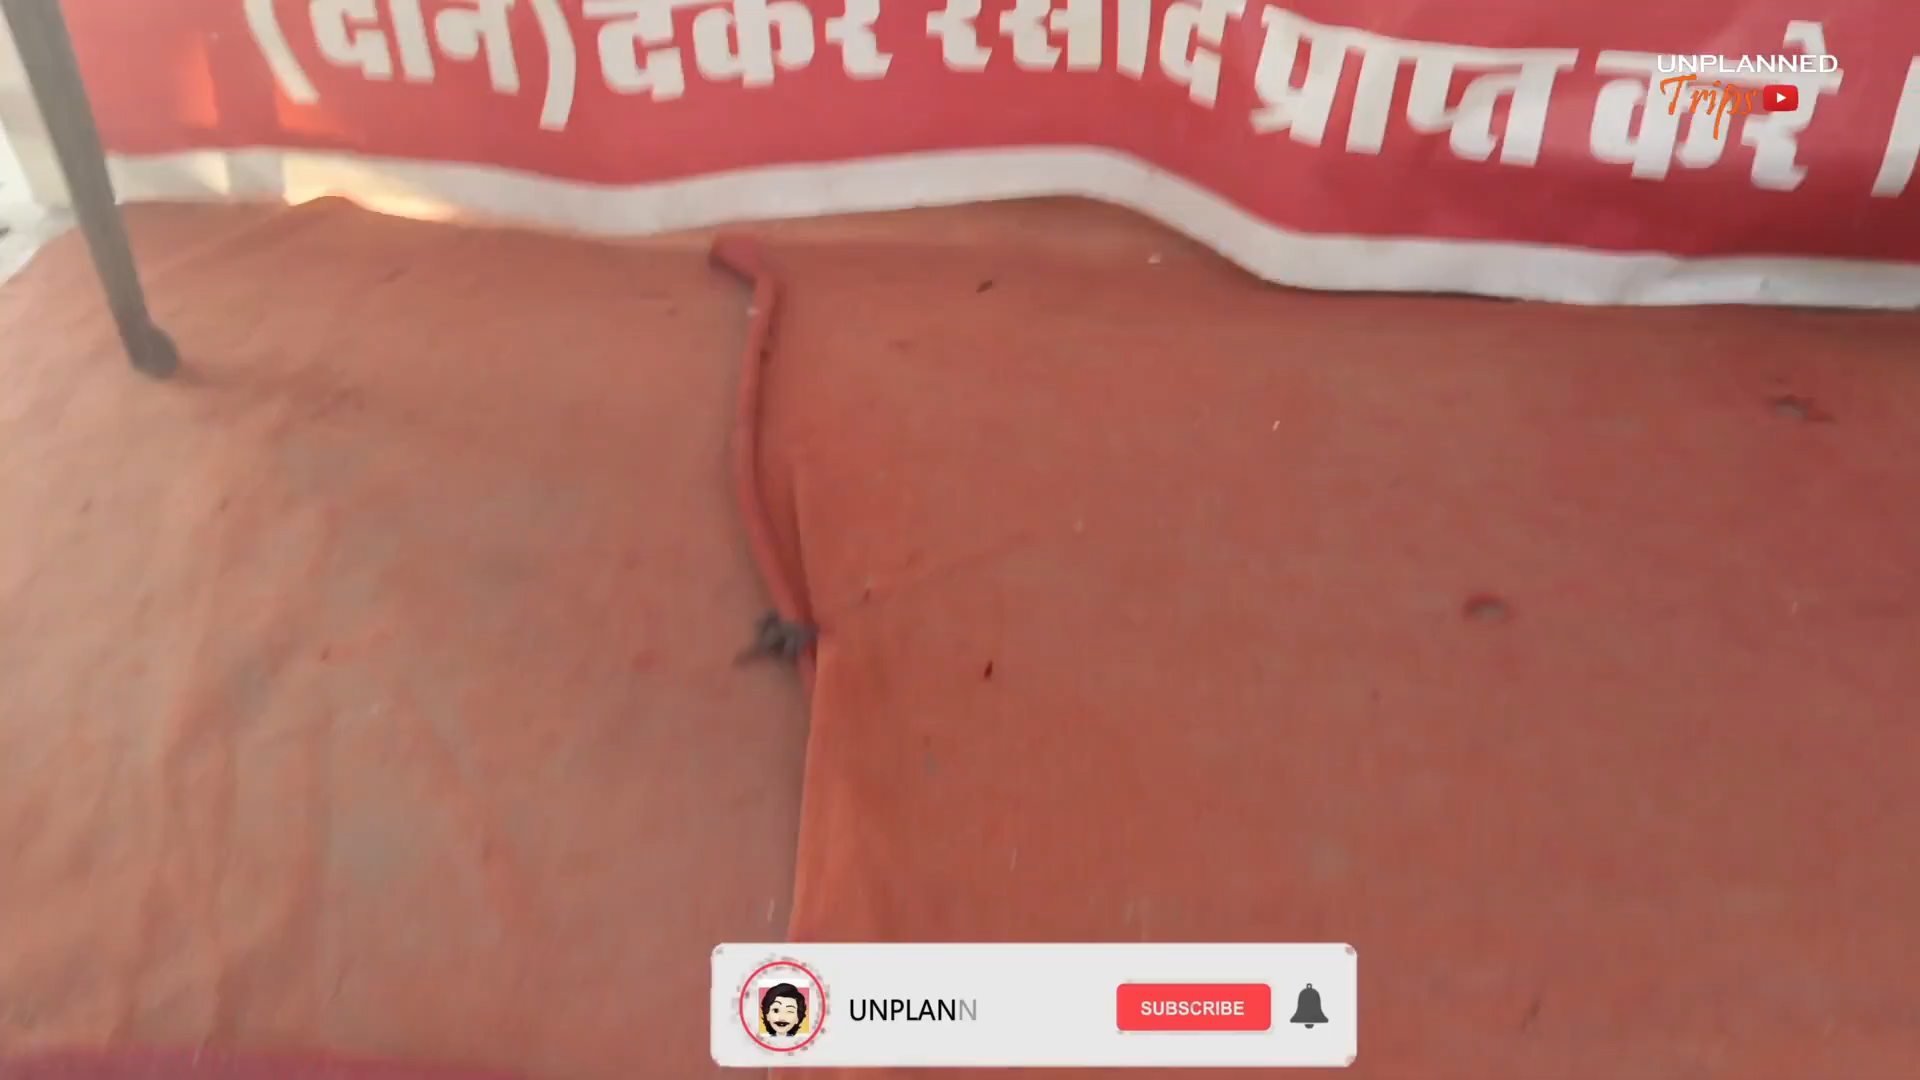 (दान) देकर रसीद प्राप्त करें ।
UNPLANNED
Trips
UNPLANN
SUBSCRIBE